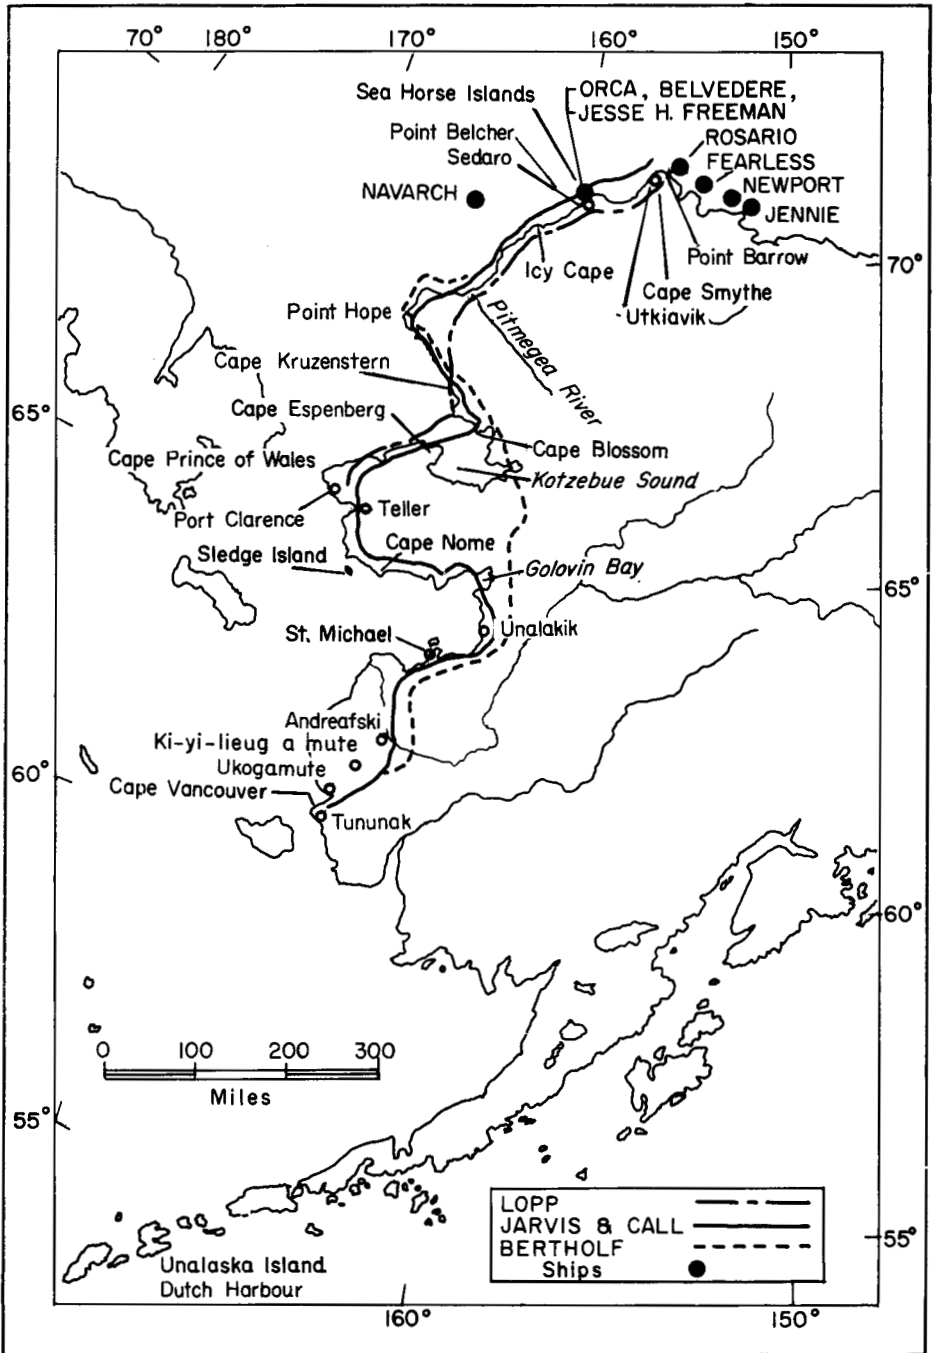 70° 180° 170° 160° 150°
Sea Horse Islands
ORCA, BELVEDERE,
JESSE H. FREEMAN
Point Belcher
Sedaro
ROSARIO
FEARLESS
NEWPORT
JENNIE
NAVARCH
Point Barrow
70°
Icy Cape
Cape Smythe
Utkiavik
Point Hope
Pitmegea River
Cape Kruzenstern
65°
Cape Espenberg
Cape Blossom
Cape Prince of Wales
Kotzebue Sound
Port Clarence
Teller
Sledge Island
Cape Nome
Golovin Bay
65°
St. Michael
Unalakik
Andreafski
Ki-yi-lieug a mute
Ukogamute
60°
Cape Vancouver
Tununak
60°
0 100 200 300
Miles
55°
LOPP
JARVIS & CALL
BERTHOLF
Ships
55°
Unalaska Island
Dutch Harbour
160° 150°